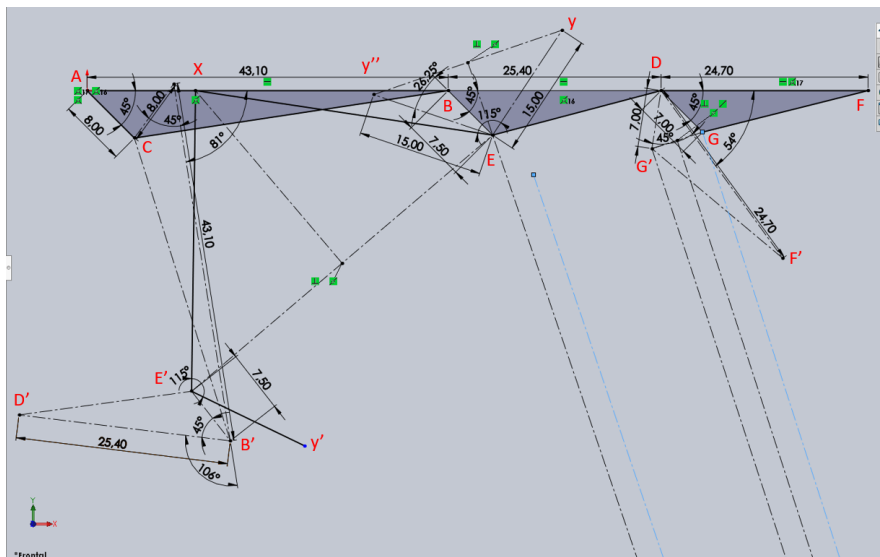 y
A
X
y''
D
43,10
25,40
24,70
26,25°
45°
8,00
45°
B
45°
15,00
45°
F
8,00
45°
C
81°
115°
E
7,00
7,00
45°
G
54°
G'
15,00
7,50
43,10
24,70
F'
E'
115°
7,50
D'
45°
B'
y'
25,40
106°
Y
X
*Frontal